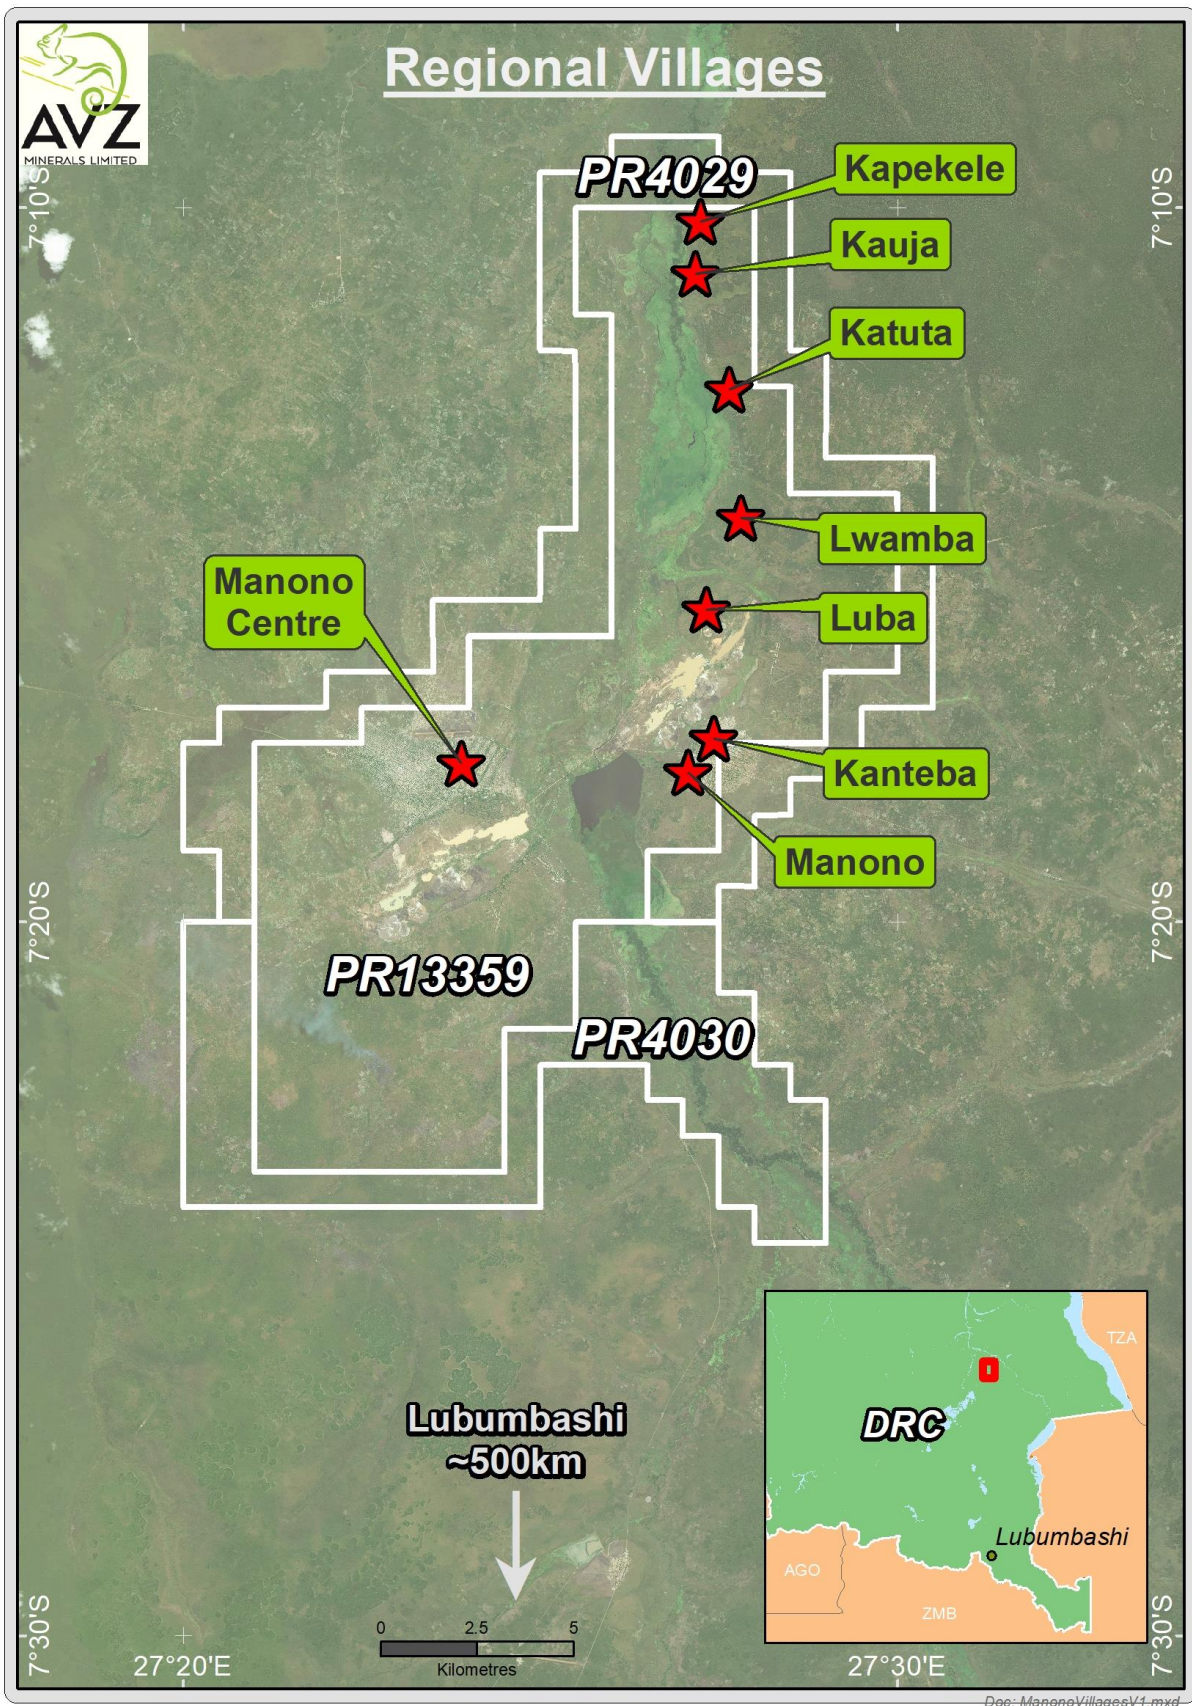 Regional Villages
AVZ
MINERALS LIMITED
PR4029
Kapekele
7°10'S
7°10'S
Kauja
Katuta
Lwamba
Manono
Centre
Luba
Kanteba
Manono
7°20'S
7°20'S
PR13359
PR4030
TZA
DRC
Lubumbashi
~500km
Lubumbashi
AGO
ZMB
0 2.5 5
Kilometres
7°30'S
7°30'S
27°20'E
27°30'E
Doc: ManonoVillagesV1.mxd